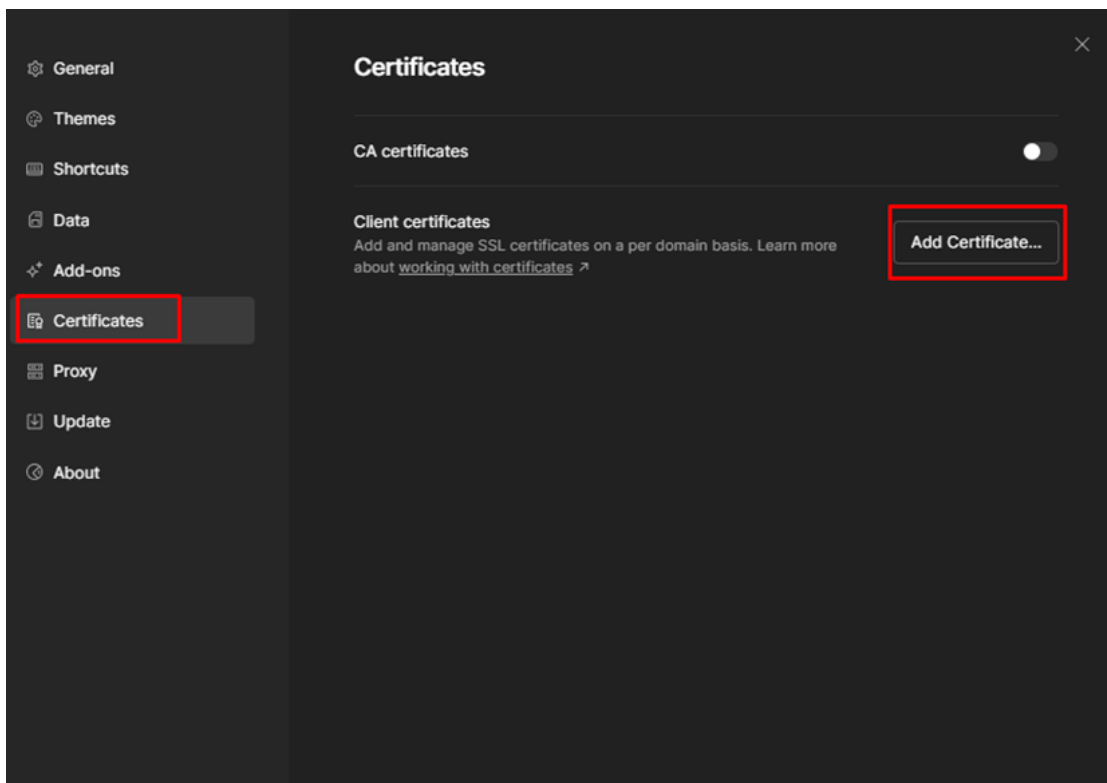 General
Themes
Shortcuts
Data
Add-ons
Certificates
Proxy
Update
About
Certificates
CA certificates
Client certificates
Add and manage SSL certificates on a per domain basis. Learn more
about working with certificates ↗
Add Certificate...